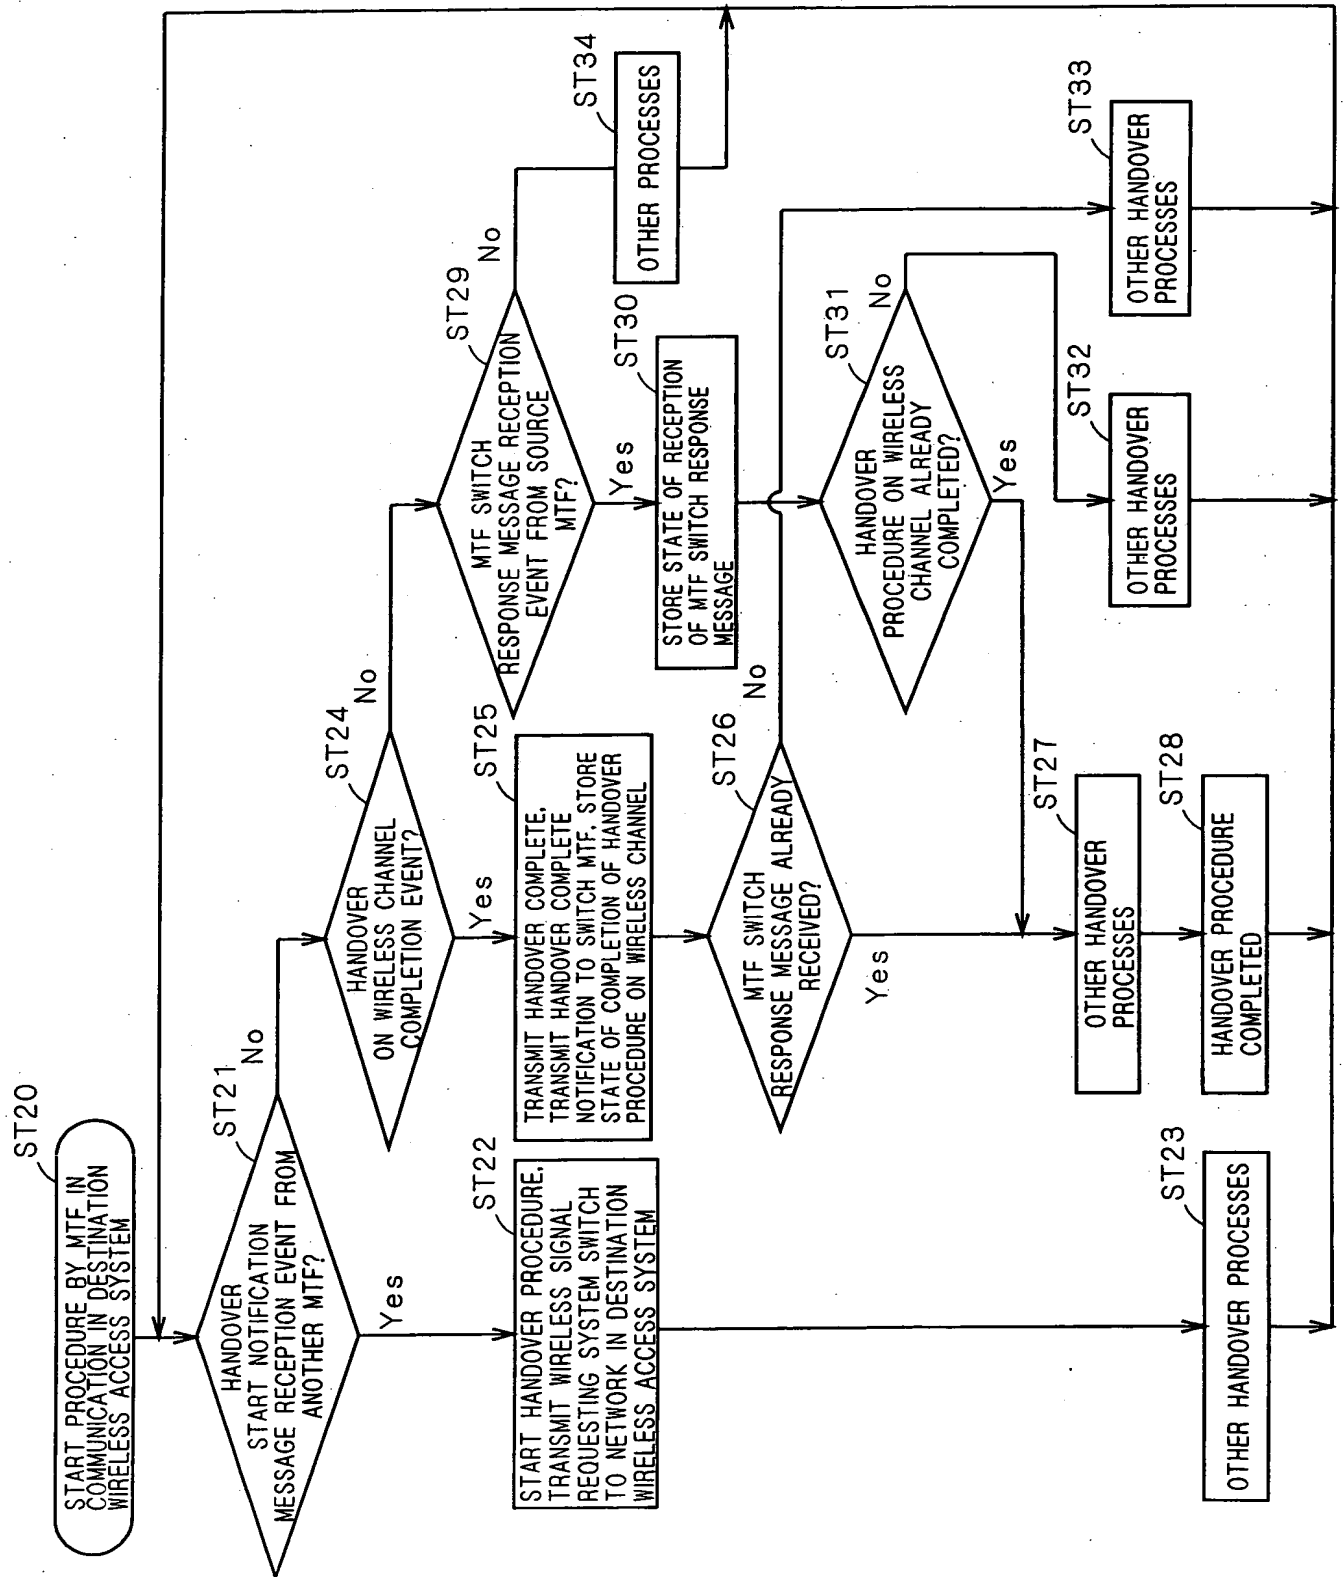 ST20
START PROCEDURE BY MTF IN
COMMUNICATION IN DESTINATION
WIRELESS ACCESS SYSTEM
ST21
HANDOVER
START NOTIFICATION
MESSAGE RECEPTION EVENT FROM
ANOTHER MTF?
No
Yes
ST22
START HANDOVER PROCEDURE,
TRANSMIT WIRELESS SIGNAL
REQUESTING SYSTEM SWITCH
TO NETWORK IN DESTINATION
WIRELESS ACCESS SYSTEM
ST23
OTHER HANDOVER PROCESSES
ST24
HANDOVER
ON WIRELESS CHANNEL
COMPLETION EVENT?
No
Yes
ST25
TRANSMIT HANDOVER COMPLETE,
TRANSMIT HANDOVER COMPLETE
NOTIFICATION TO SWITCH MTF, STORE
STATE OF COMPLETION OF HANDOVER
PROCEDURE ON WIRELESS CHANNEL
ST26
MTF SWITCH
RESPONSE MESSAGE ALREADY
RECEIVED?
No
Yes
ST27
OTHER HANDOVER
PROCESSES
ST28
HANDOVER PROCEDURE
COMPLETED
ST29
MTF SWITCH
RESPONSE MESSAGE RECEPTION
EVENT FROM SOURCE
MTF?
No
Yes
ST30
STORE STATE OF RECEPTION
OF MTF SWITCH RESPONSE
MESSAGE
ST31
HANDOVER
PROCEDURE ON WIRELESS
CHANNEL ALREADY
COMPLETED?
No
Yes
ST32
OTHER HANDOVER
PROCESSES
ST33
OTHER HANDOVER
PROCESSES
ST34
OTHER PROCESSES